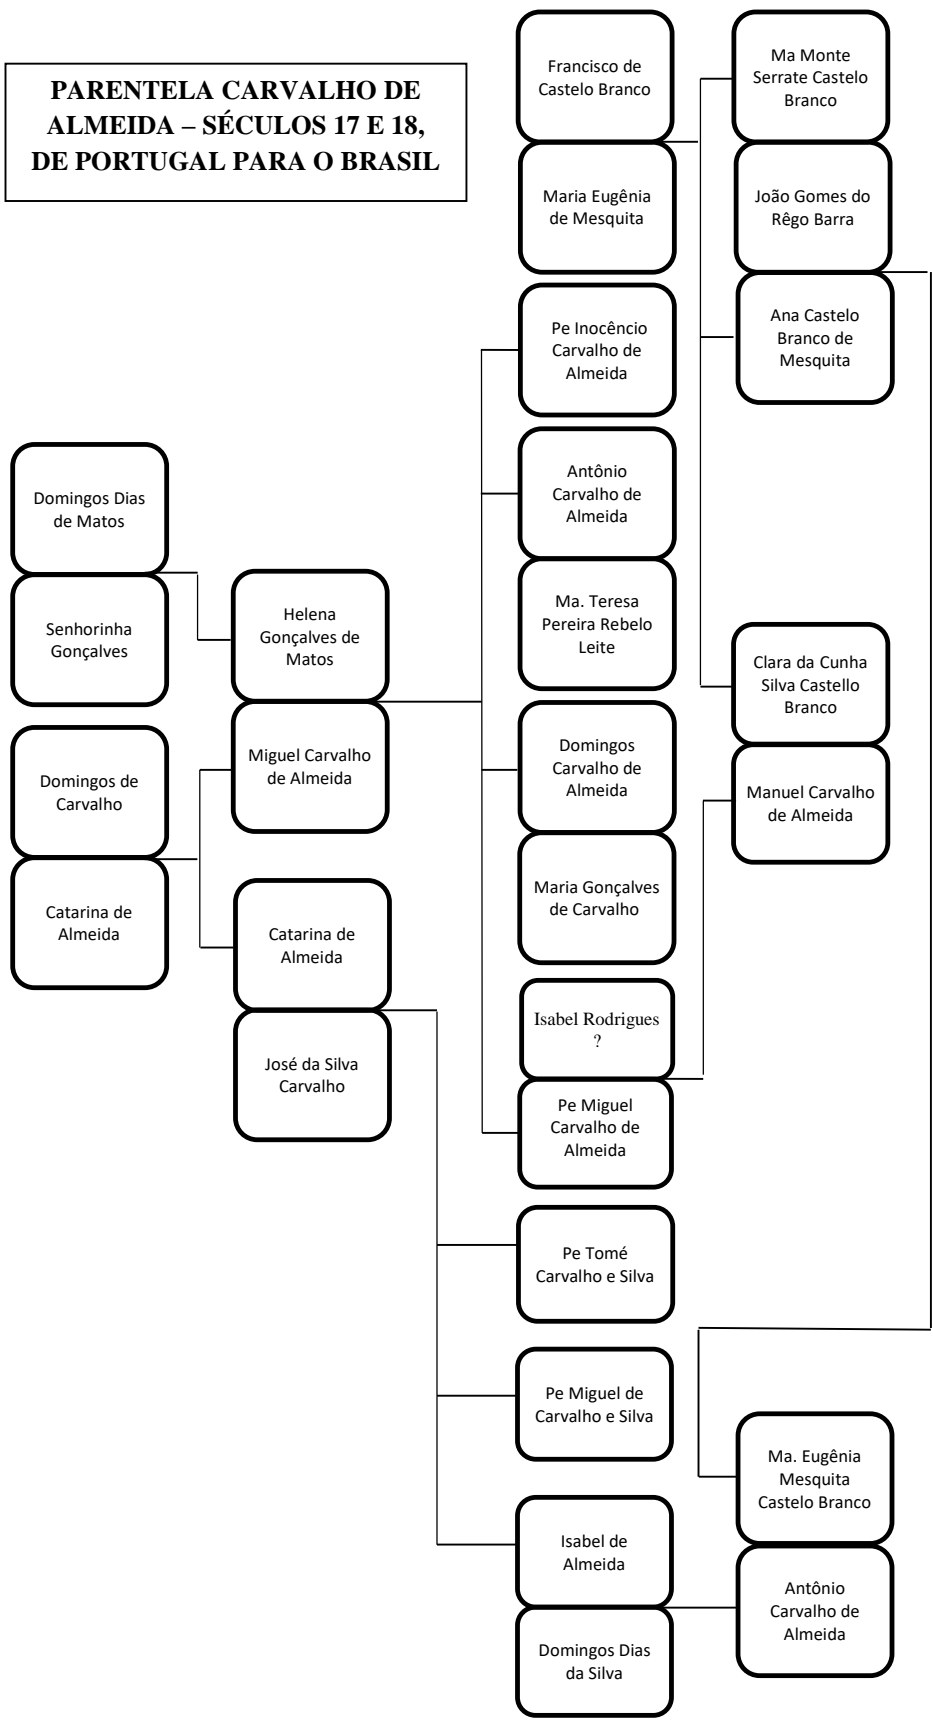 PARENTELA CARVALHO DE
ALMEIDA – SÉCULOS 17 E 18,
DE PORTUGAL PARA O BRASIL
Domingos Dias
de Matos
Senhorinha
Gonçalves
Domingos de
Carvalho
Catarina de
Almeida
Helena
Gonçalves de
Matos
Miguel Carvalho
de Almeida
Catarina de
Almeida
José da Silva
Carvalho
Francisco de
Castelo Branco
Maria Eugênia
de Mesquita
Pe Inocêncio
Carvalho de
Almeida
Antônio
Carvalho de
Almeida
Ma. Teresa
Pereira Rebelo
Leite
Domingos
Carvalho de
Almeida
Maria Gonçalves
de Carvalho
Isabel Rodrigues
?
Pe Miguel
Carvalho de
Almeida
Pe Tomé
Carvalho e Silva
Pe Miguel de
Carvalho e Silva
Isabel de
Almeida
Domingos Dias
da Silva
Ma Monte
Serrate Castelo
Branco
João Gomes do
Rêgo Barra
Ana Castelo
Branco de
Mesquita
Clara da Cunha
Silva Castello
Branco
Manuel Carvalho
de Almeida
Ma. Eugênia
Mesquita
Castelo Branco
Antônio
Carvalho de
Almeida